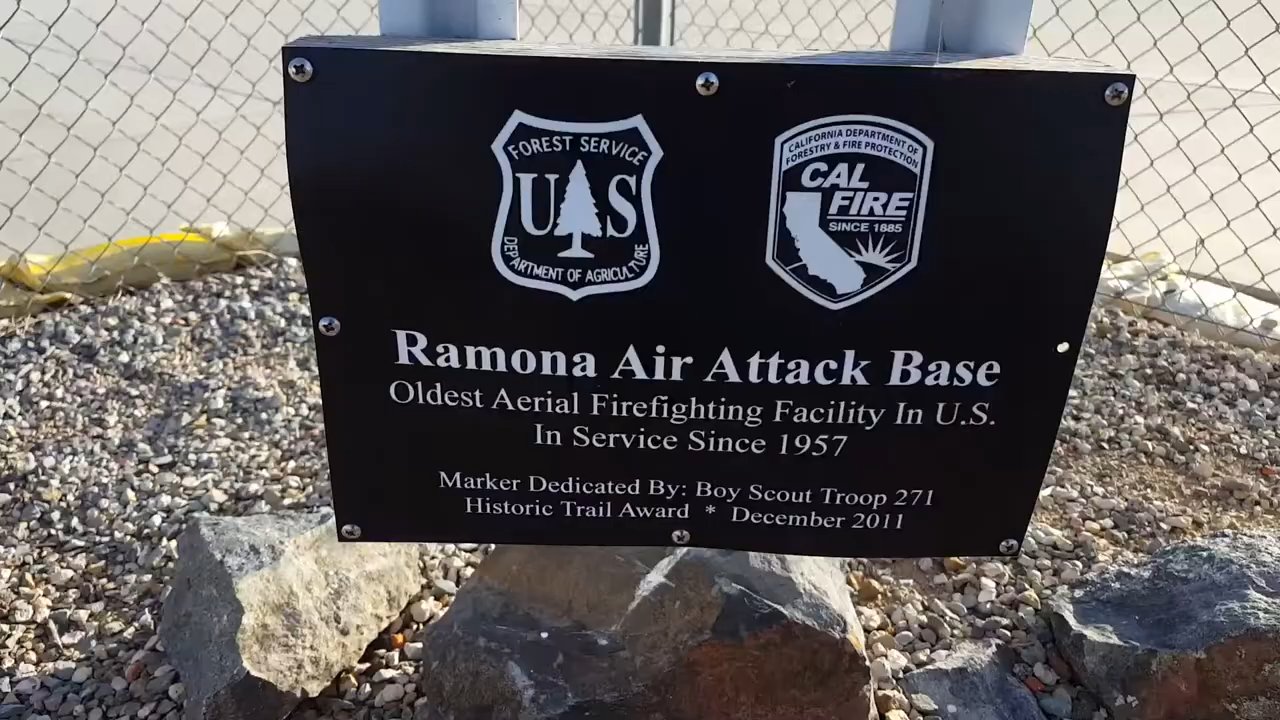 FOREST SERVICE
U S
DEPARTMENT OF AGRICULTURE
CALIFORNIA DEPARTMENT OF
FORESTRY & FIRE PROTECTION
CAL
FIRE
SINCE 1885
Ramona Air Attack Base
Oldest Aerial Firefighting Facility In U.S.
In Service Since 1957
Marker Dedicated By: Boy Scout Troop 271
Historic Trail Award * December 2011